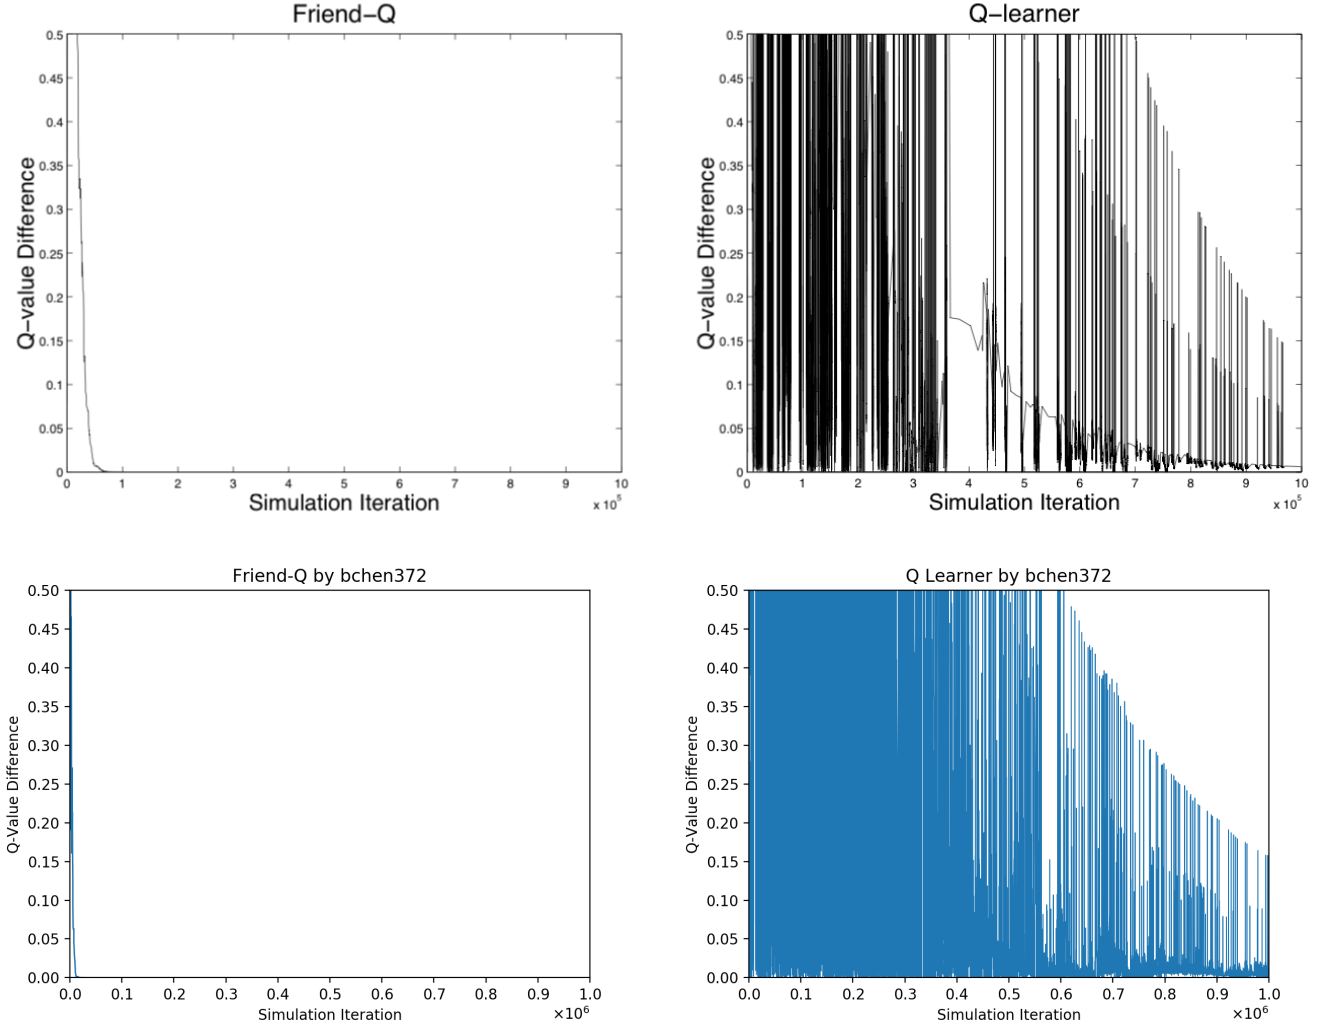 Friend−Q
0.5
0.45
0.4
0.35
0.3
0.25
0.2
0.15
0.1
0.05
0
Q−value Difference
0 1 2 3 4 5 6 7 8 9 10
Simulation Iteration
x 10^5
Q−learner
0.5
0.45
0.4
0.35
0.3
0.25
0.2
0.15
0.1
0.05
0
Q−value Difference
0 1 2 3 4 5 6 7 8 9 10
Simulation Iteration
x 10^5
Friend-Q by bchen372
0.50
0.45
0.40
0.35
0.30
0.25
0.20
0.15
0.10
0.05
0.00
Q-Value Difference
0.0 0.1 0.2 0.3 0.4 0.5 0.6 0.7 0.8 0.9 1.0
Simulation Iteration
×10^6
Q Learner by bchen372
0.50
0.45
0.40
0.35
0.30
0.25
0.20
0.15
0.10
0.05
0.00
Q-Value Difference
0.0 0.1 0.2 0.3 0.4 0.5 0.6 0.7 0.8 0.9 1.0
Simulation Iteration
×10^6